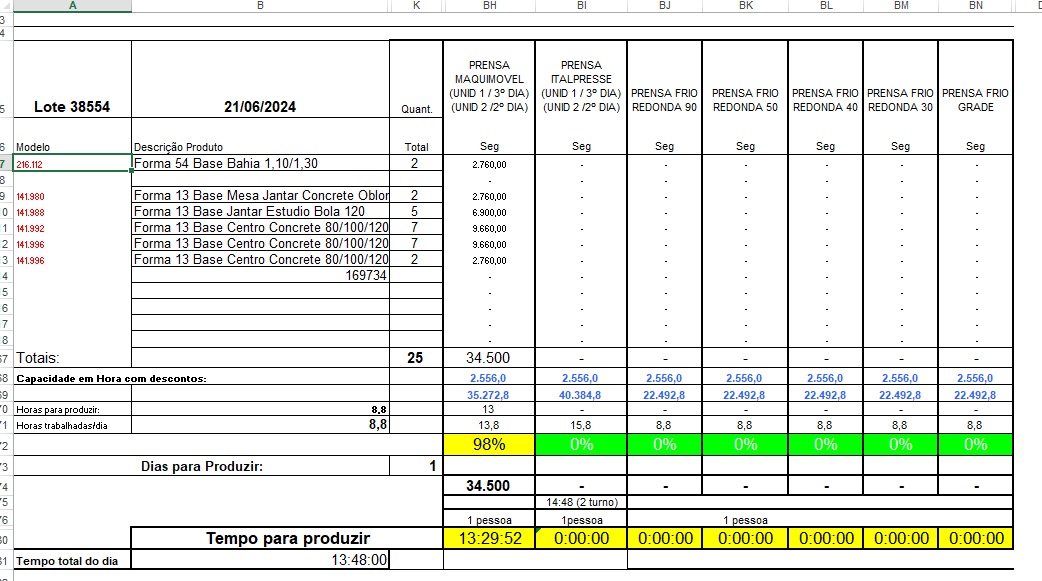 A B K BH BI BJ BK BL BM BN
3
4
5 Lote 38554 21/06/2024 Quant. PRENSA MAQUIMOVEL (UNID 1 / 3º DIA) (UNID 2 /2º DIA) PRENSA ITALPRESSE (UNID 1 / 3º DIA) (UNID 2 /2º DIA) PRENSA FRIO REDONDA 90 PRENSA FRIO REDONDA 50 PRENSA FRIO REDONDA 40 PRENSA FRIO REDONDA 30 PRENSA FRIO GRADE
6 Modelo Descrição Produto Total Seg Seg Seg Seg Seg Seg Seg
7 216.112 Forma 54 Base Bahia 1,10/1,30 2 2.760,00 - - - - - -
8 - - - - - - -
9 141.980 Forma 13 Base Mesa Jantar Concrete Oblor 2 2.760,00 - - - - - -
0 141.988 Forma 13 Base Jantar Estudio Bola 120 5 6.900,00 - - - - - -
1 141.992 Forma 13 Base Centro Concrete 80/100/120 7 9.660,00 - - - - - -
2 141.996 Forma 13 Base Centro Concrete 80/100/120 7 9.660,00 - - - - - -
3 141.996 Forma 13 Base Centro Concrete 80/100/120 2 2.760,00 - - - - - -
4 169734 - - - - - - -
5 - - - - - - -
6 - - - - - - -
7 - - - - - - -
8 - - - - - - -
67 Totais: 25 34.500 - - - - - -
68 Capacidade em Hora com descontos: 2.556,0 2.556,0 2.556,0 2.556,0 2.556,0 2.556,0 2.556,0
69 35.272,8 40.384,8 22.492,8 22.492,8 22.492,8 22.492,8 22.492,8
70 Horas para produzir: 8,8 13 - - - - - -
71 Horas trabalhadas/dia 8,8 13,8 15,8 8,8 8,8 8,8 8,8 8,8
72 98% 0% 0% 0% 0% 0% 0%
73 Dias para Produzir: 1
74 34.500 - - - - - -
75 14:48 (2 turno)
76 1 pessoa 1pessoa 1 pessoa
80 Tempo para produzir 13:29:52 0:00:00 0:00:00 0:00:00 0:00:00 0:00:00 0:00:00
81 Tempo total do dia 13:48:00